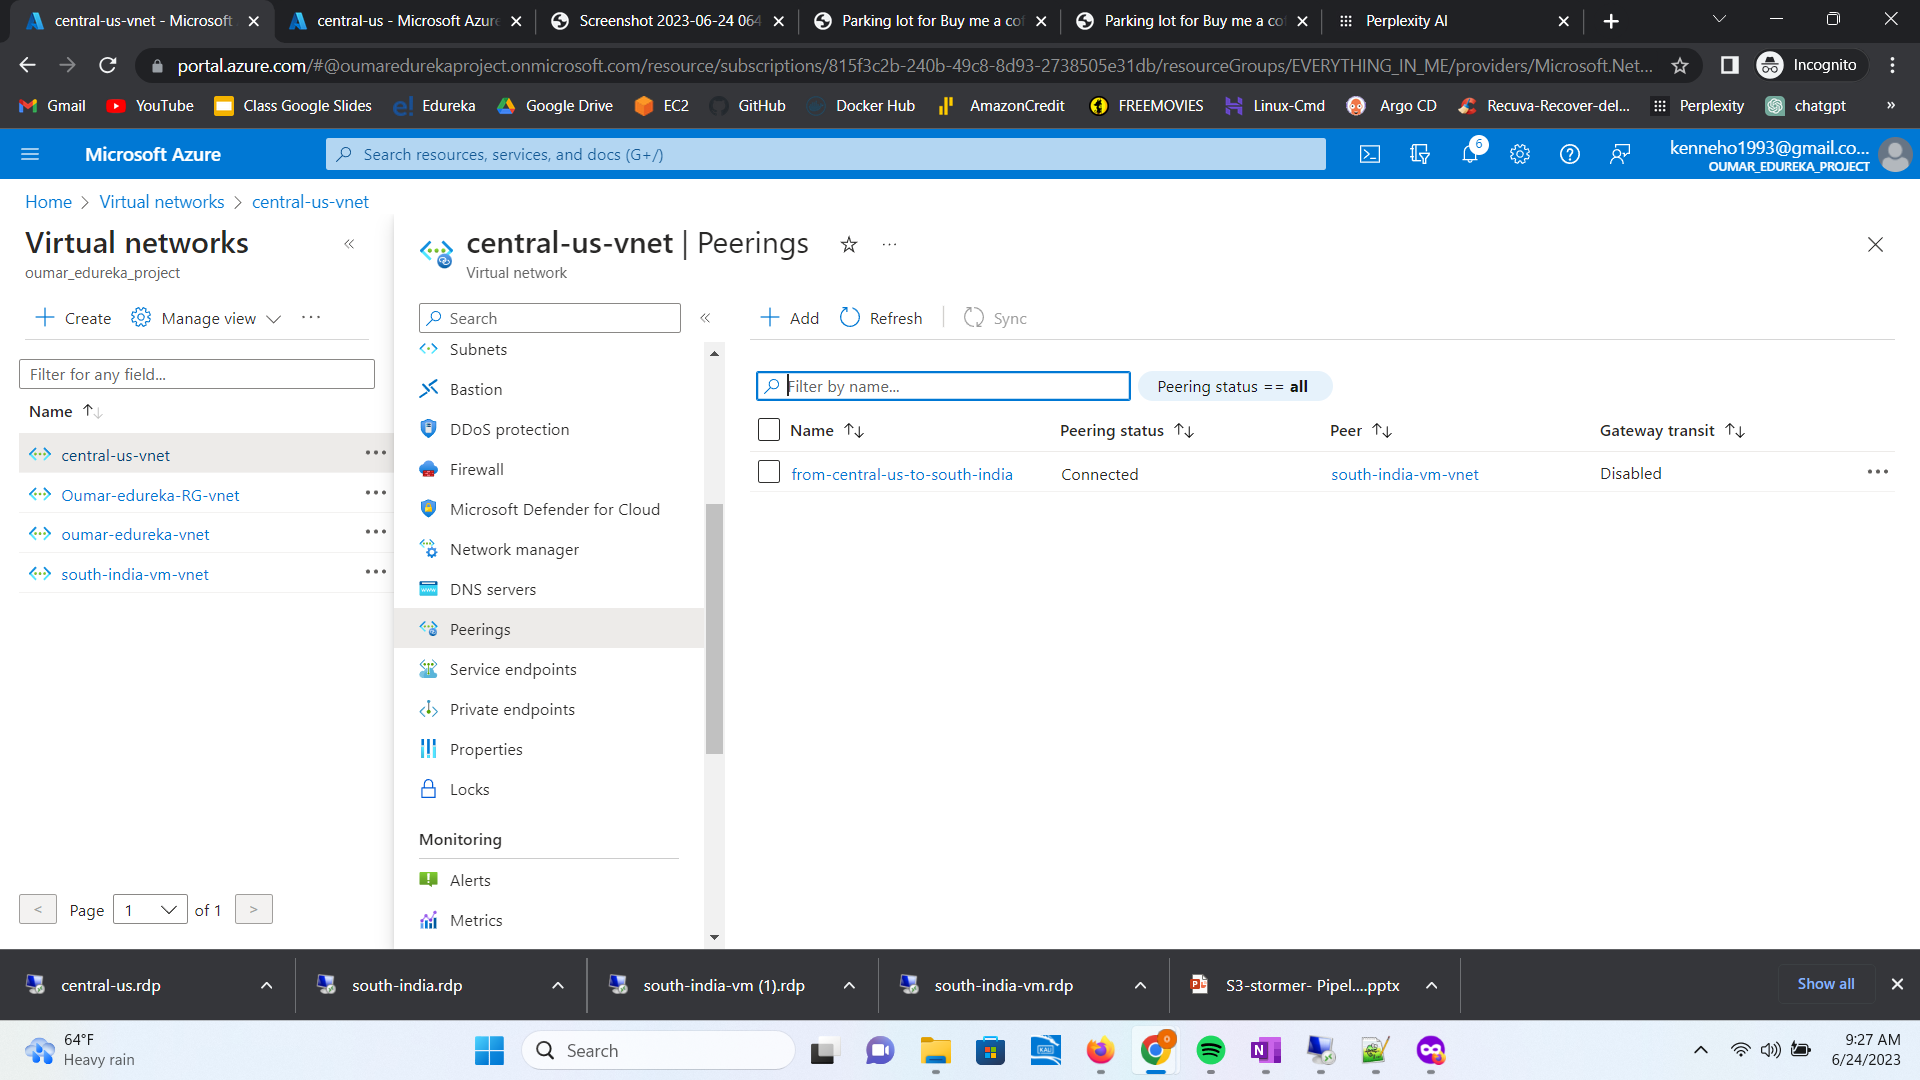 central-us-vnet - Microsoft
central-us - Microsoft Azure
Screenshot 2023-06-24 064
Parking lot for Buy me a cof
Parking lot for Buy me a cof
Perplexity AI
portal.azure.com/#@oumaredurekaproject.onmicrosoft.com/resource/subscriptions/815f3c2b-240b-49c8-8d93-2738505e31db/resourceGroups/EVERYTHING_IN_ME/providers/Microsoft.Net...
Incognito
Gmail
YouTube
Class Google Slides
Edureka
Google Drive
EC2
GitHub
Docker Hub
AmazonCredit
FREEMOVIES
Linux-Cmd
Argo CD
Recuva-Recover-del...
Perplexity
chatgpt
»
Microsoft Azure
Search resources, services, and docs (G+/)
6
kenneho1993@gmail.co...
OUMAR_EDUREKA_PROJECT
Home > Virtual networks > central-us-vnet
Virtual networks
oumar_edureka_project
Create
Manage view
Filter for any field...
Name
central-us-vnet
Oumar-edureka-RG-vnet
oumar-edureka-vnet
south-india-vm-vnet
< Page 1 of 1 >
central-us-vnet | Peerings
Virtual network
Search
Subnets
Bastion
DDoS protection
Firewall
Microsoft Defender for Cloud
Network manager
DNS servers
Peerings
Service endpoints
Private endpoints
Properties
Locks
Monitoring
Alerts
Metrics
Add
Refresh
Sync
Filter by name...
Peering status == all
Name Peering status Peer Gateway transit
from-central-us-to-south-india Connected south-india-vm-vnet Disabled
central-us.rdp
south-india.rdp
south-india-vm (1).rdp
south-india-vm.rdp
S3-stormer- Pipel....pptx
Show all
64°F
Heavy rain
Search
0
9:27 AM
6/24/2023